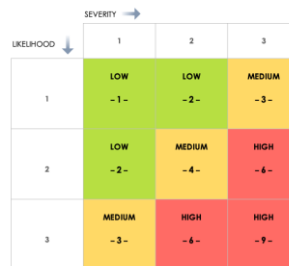 SEVERITY
LIKELIHOOD
1 2 3
LOW LOW MEDIUM
1 - 1 - - 2 - - 3 -
LOW MEDIUM HIGH
2 - 2 - - 4 - - 6 -
MEDIUM HIGH HIGH
3 - 3 - - 6 - - 9 -